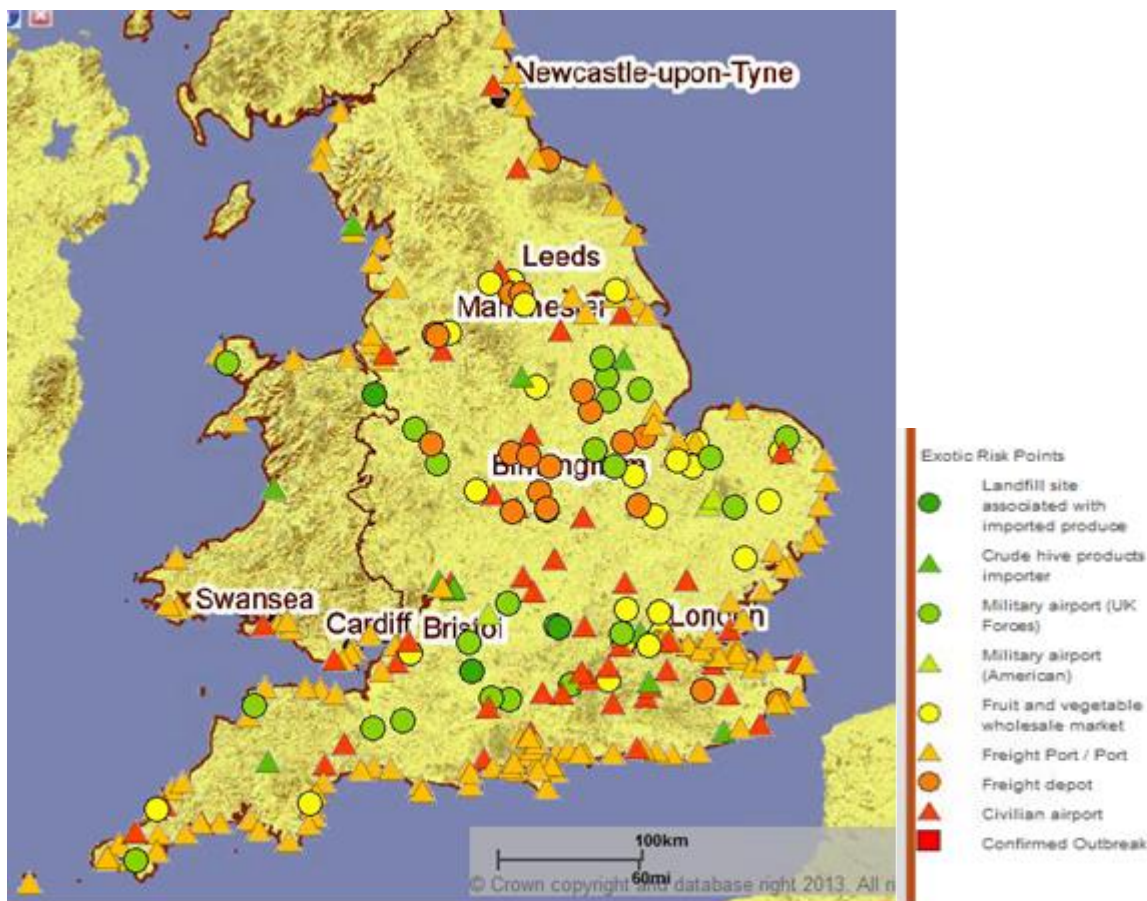 Newcastle-upon-Tyne
Leeds
Manchester
Birmingham
Swansea
Cardiff
Bristol
London
100km
60mi
© Crown copyright and database right 2013. All r
Exotic Risk Points
Landfill site
associated with
imported produce
Crude hive products
importer
Military airport (UK
Forces)
Military airport
(American)
Fruit and vegetable
wholesale market
Freight Port / Port
Freight depot
Civilian airport
Confirmed Outbreak